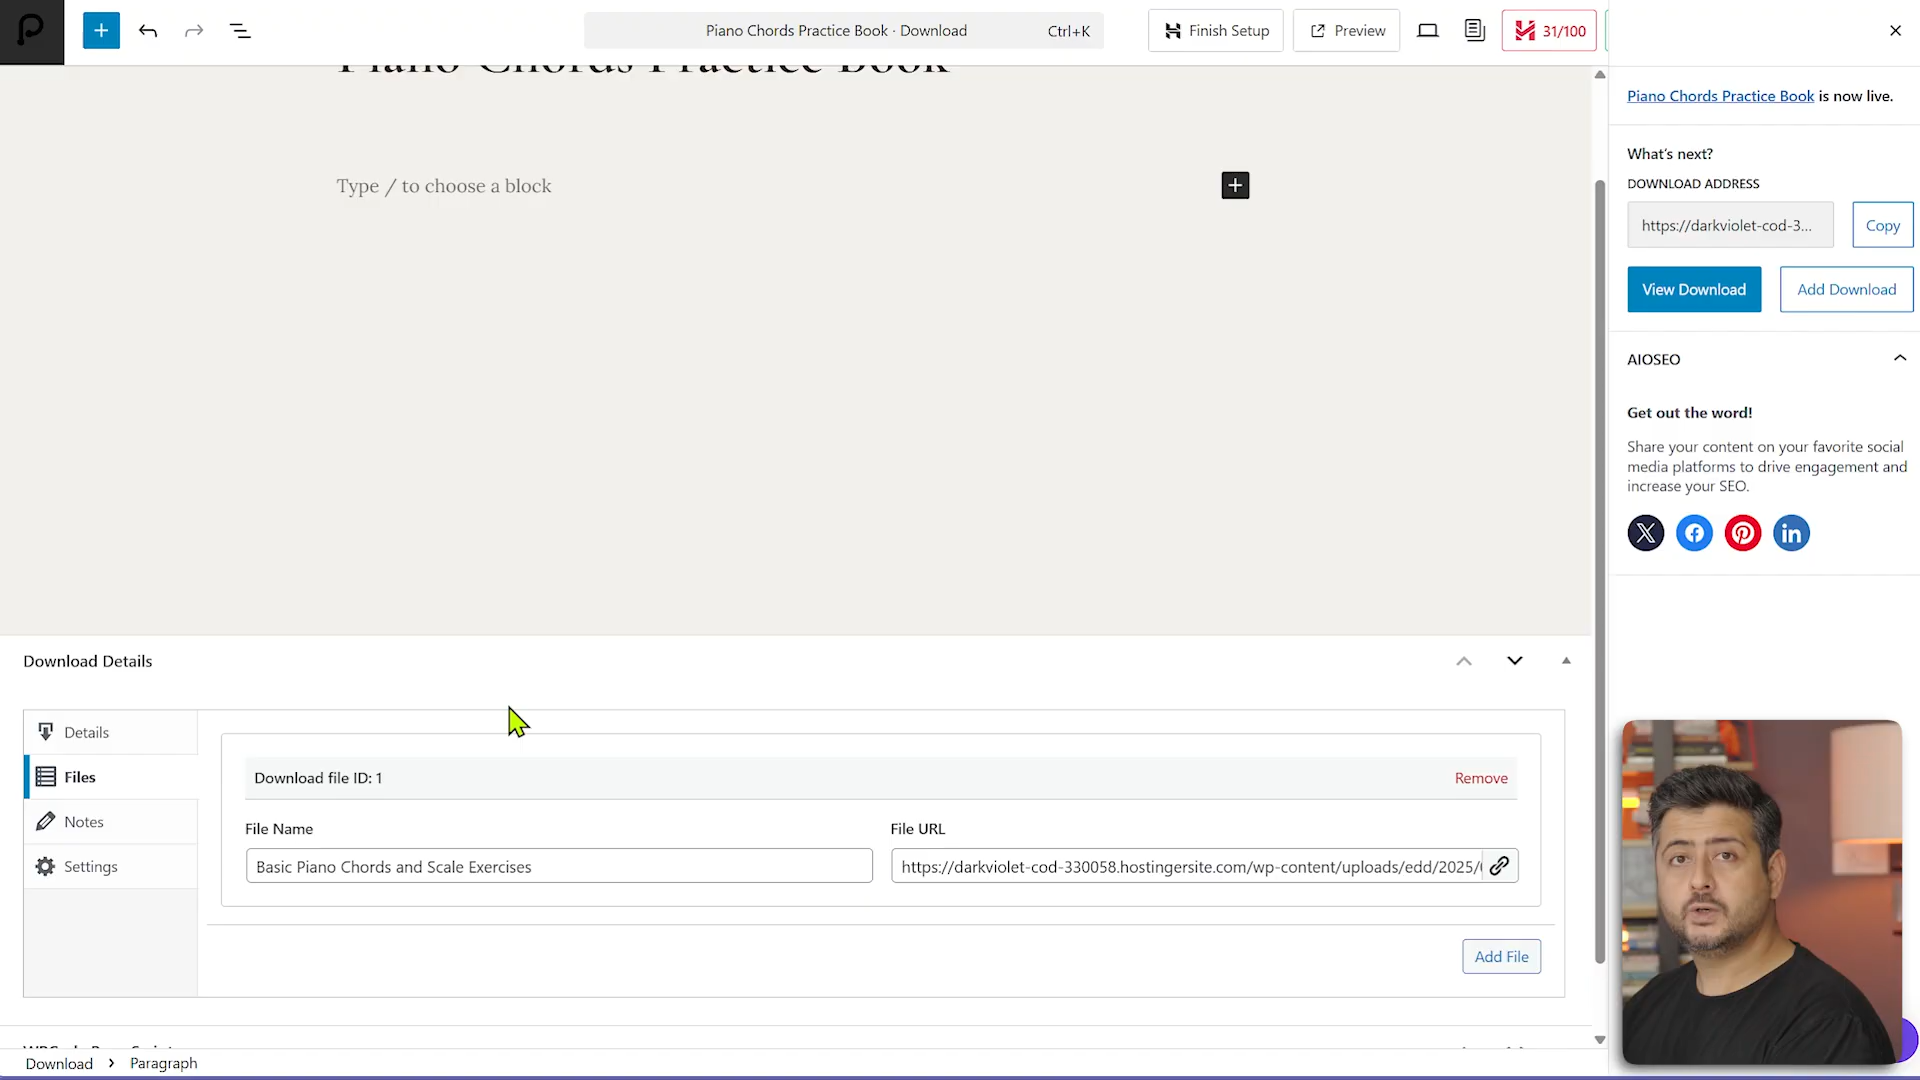 Piano Chords Practice Book · Download Ctrl+K
Finish Setup
Preview
31/100
Piano Chords Practice Book
Type / to choose a block
Piano Chords Practice Book is now live.
What's next?
DOWNLOAD ADDRESS
https://darkviolet-cod-3...
Copy
View Download
Add Download
AIOSEO
Get out the word!
Share your content on your favorite social
media platforms to drive engagement and
increase your SEO.
Download Details
Details
Files
Notes
Settings
Download file ID: 1
Remove
File Name
File URL
Basic Piano Chords and Scale Exercises
https://darkviolet-cod-330058.hostingersite.com/wp-content/uploads/edd/2025/
Add File
Download > Paragraph